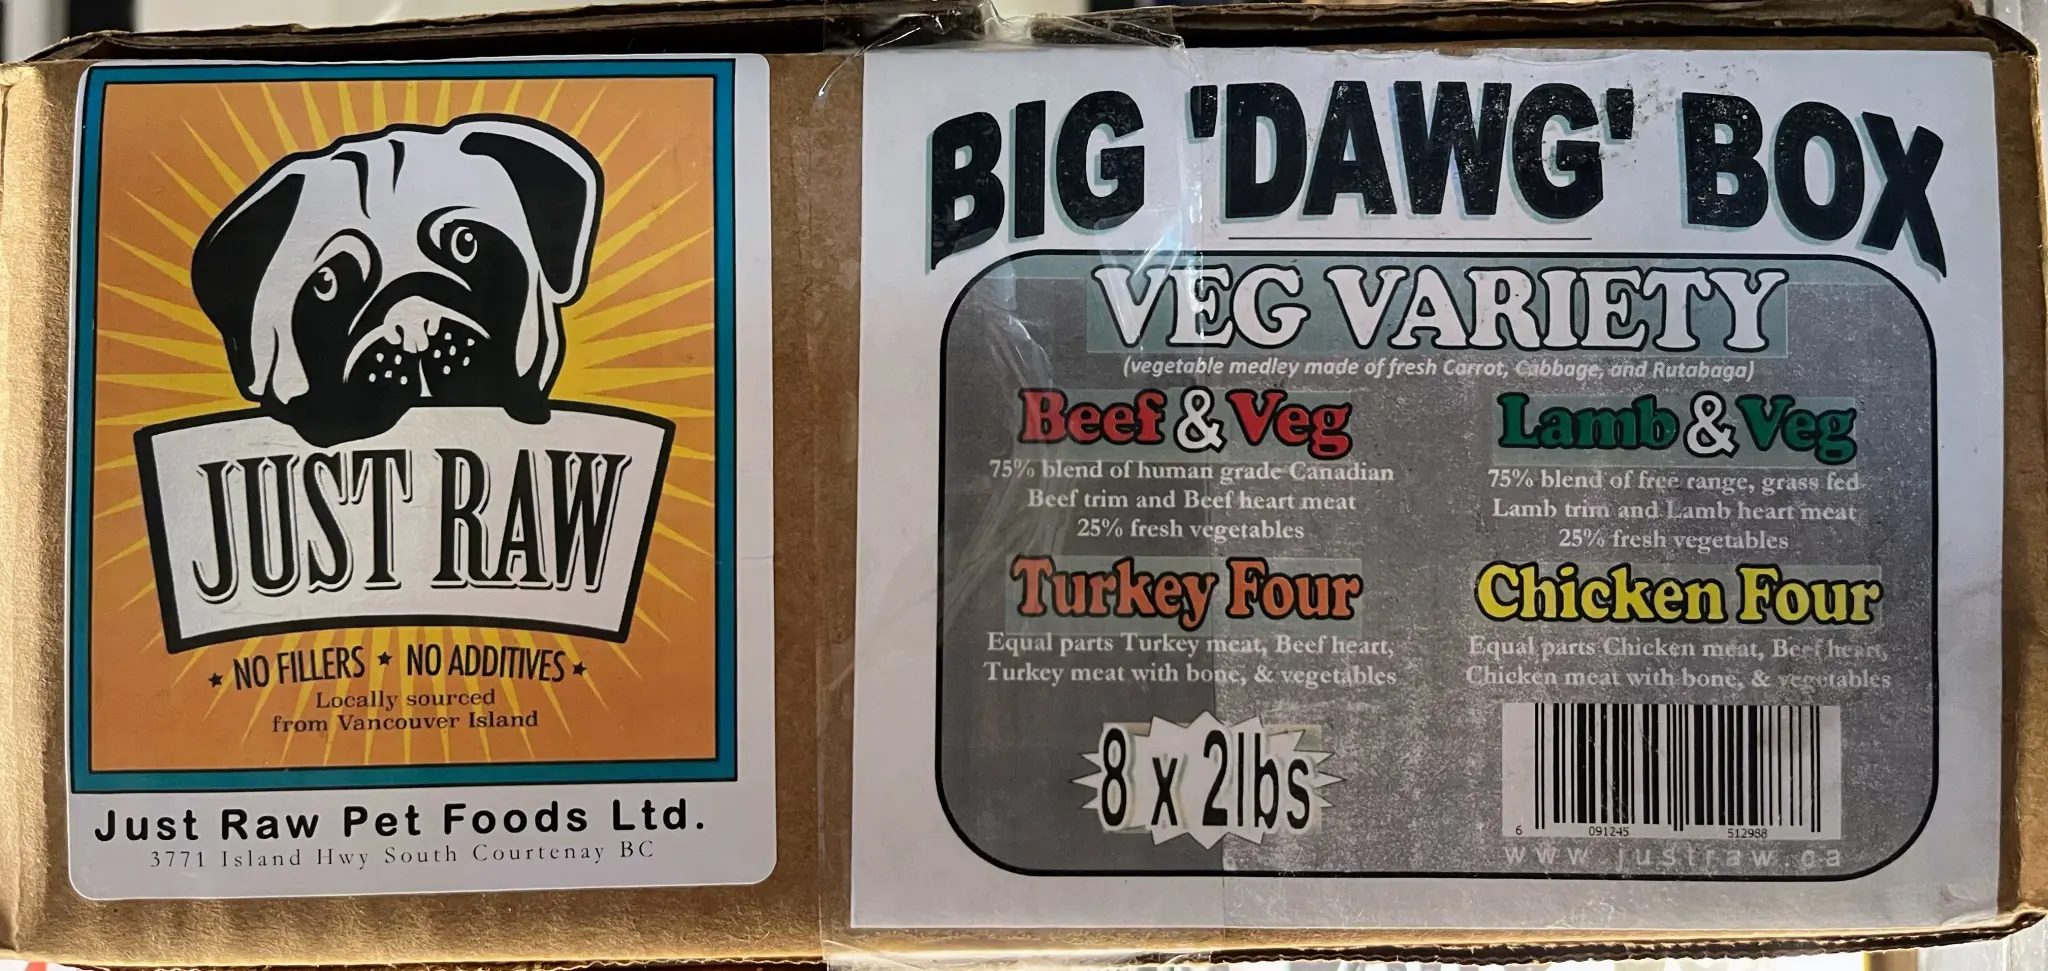 JUST RAW
NO FILLERS NO ADDITIVES
Locally sourced
from Vancouver Island
Just Raw Pet Foods Ltd.
3771 Island Hwy South Courtenay BC
BIG 'DAWG' BOX
VEG VARIETY
(vegetable medley made of fresh Carrot, Cabbage, and Rutabaga)
Beef & Veg
75% blend of human grade Canadian
Beef trim and Beef heart meat
25% fresh vegetables
Lamb & Veg
75% blend of free range, grass fed
Lamb trim and Lamb heart meat
25% fresh vegetables
Turkey Four
Equal parts Turkey meat, Beef heart,
Turkey meat with bone, & vegetables
Chicken Four
Equal parts Chicken meat, Beef heart,
Chicken meat with bone, & vegetables
8 x 2lbs
6 091245 512988
www.justraw.ca